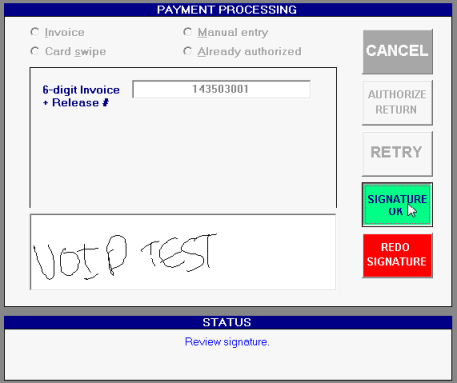 PAYMENT PROCESSING
Invoice
Manual entry
Card swipe
Already authorized
CANCEL
6-digit Invoice
+ Release #
143503001
AUTHORIZE
RETURN
RETRY
SIGNATURE
OK
VOID TEST
REDO
SIGNATURE
STATUS
Review signature.